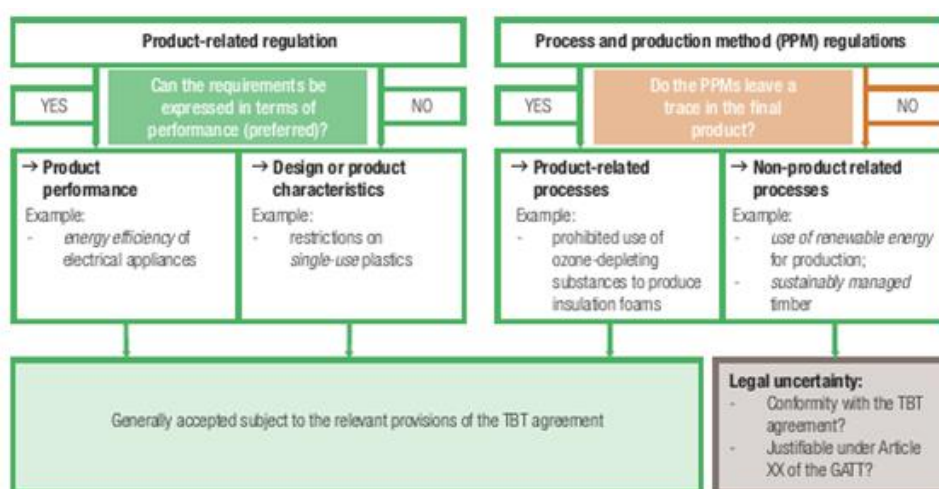 Product-related regulation
YES
Can the requirements be
expressed in terms of
performance (preferred)?
NO
→ Product
performance
Example:
- energy efficiency of
electrical appliances
→ Design or product
characteristics
Example:
- restrictions on
single-use plastics
Process and production method (PPM) regulations
YES
Do the PPMs leave a
trace in the final
product?
NO
→ Product-related
processes
Example:
- prohibited use of
ozone-depleting
substances to produce
insulation foams
→ Non-product related
processes
Example:
- use of renewable energy
for production;
- sustainably managed
timber
Generally accepted subject to the relevant provisions of the TBT agreement
Legal uncertainty:
- Conformity with the TBT
agreement?
- Justifiable under Article
XX of the GATT?